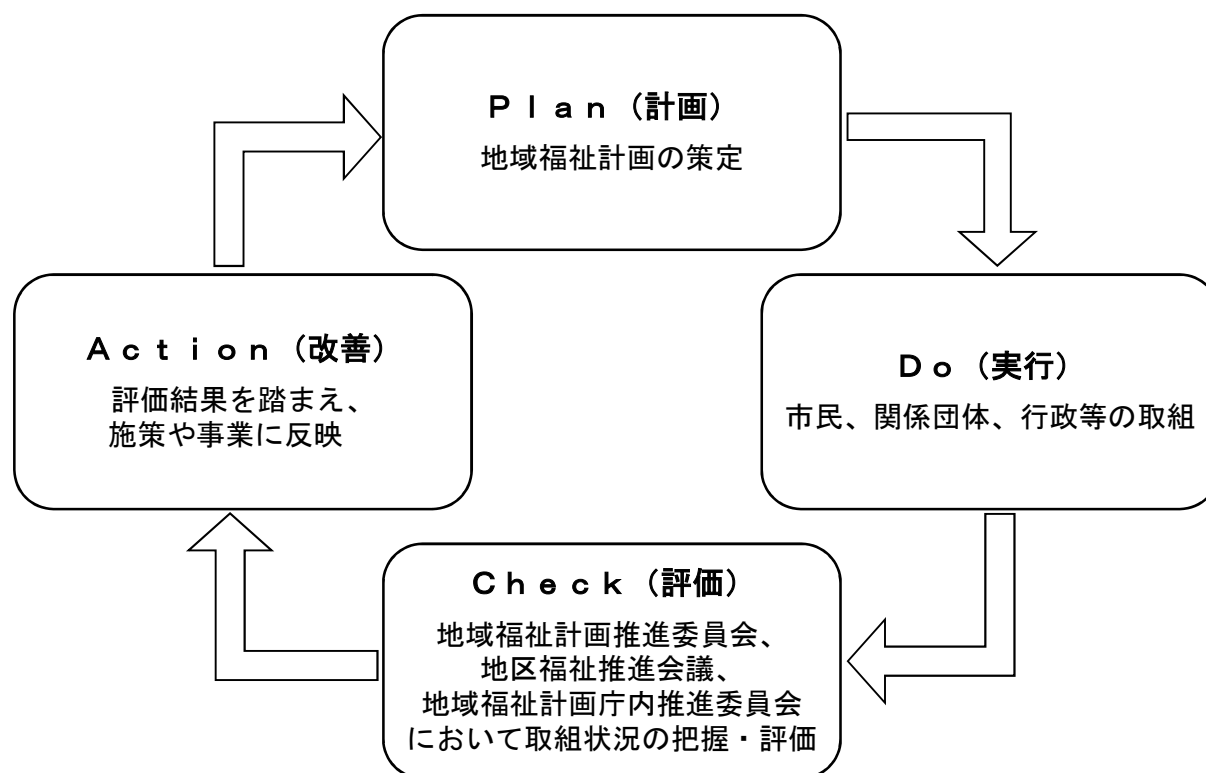 Ｐｌａｎ（計画）
地域福祉計画の策定
Ｄｏ（実行）
市民、関係団体、行政等の取組
Ｃｈｅｃｋ（評価）
地域福祉計画推進委員会、
地区福祉推進会議、
地域福祉計画庁内推進委員会
において取組状況の把握・評価
Ａｃｔｉｏｎ（改善）
評価結果を踏まえ、
施策や事業に反映